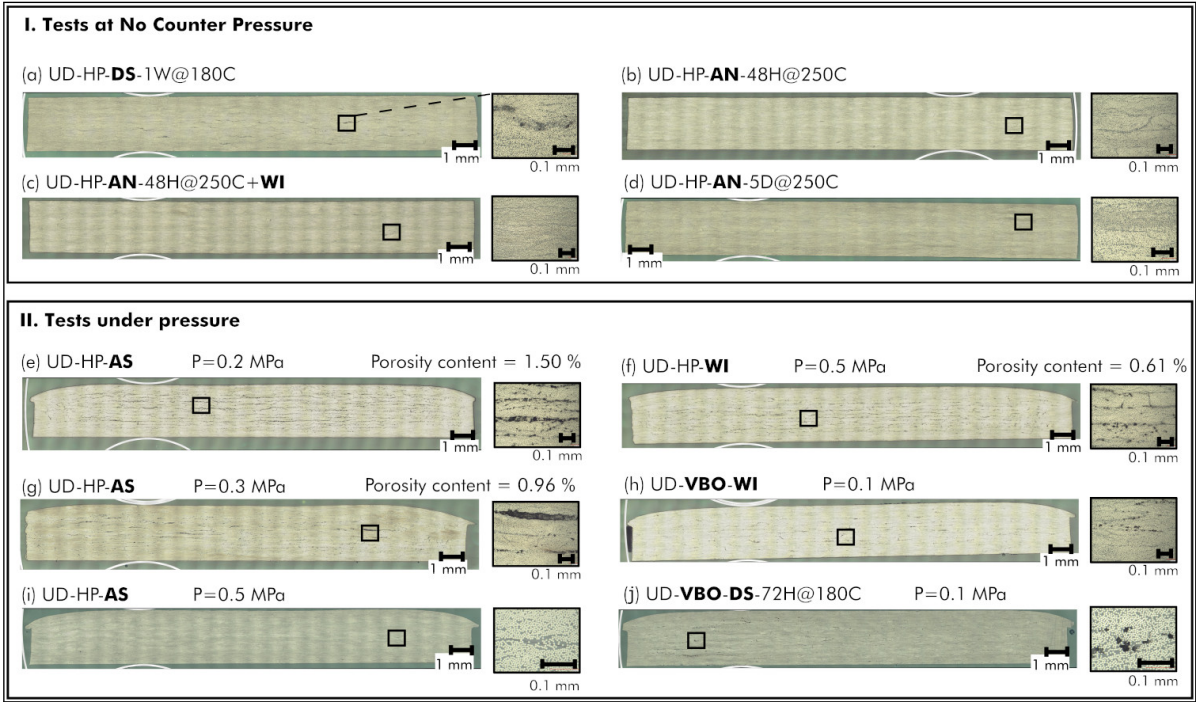 I. Tests at No Counter Pressure
(a) UD-HP-DS-1W@180C
1 mm
0.1 mm
(b) UD-HP-AN-48H@250C
1 mm
0.1 mm
(c) UD-HP-AN-48H@250C+WI
1 mm
0.1 mm
(d) UD-HP-AN-5D@250C
1 mm
0.1 mm
II. Tests under pressure
(e) UD-HP-AS P=0.2 MPa Porosity content = 1.50 %
1 mm
0.1 mm
(f) UD-HP-WI P=0.5 MPa Porosity content = 0.61 %
1 mm
0.1 mm
(g) UD-HP-AS P=0.3 MPa Porosity content = 0.96 %
1 mm
0.1 mm
(h) UD-VBO-WI P=0.1 MPa
1 mm
0.1 mm
(i) UD-HP-AS P=0.5 MPa
1 mm
0.1 mm
(j) UD-VBO-DS-72H@180C P=0.1 MPa
1 mm
0.1 mm